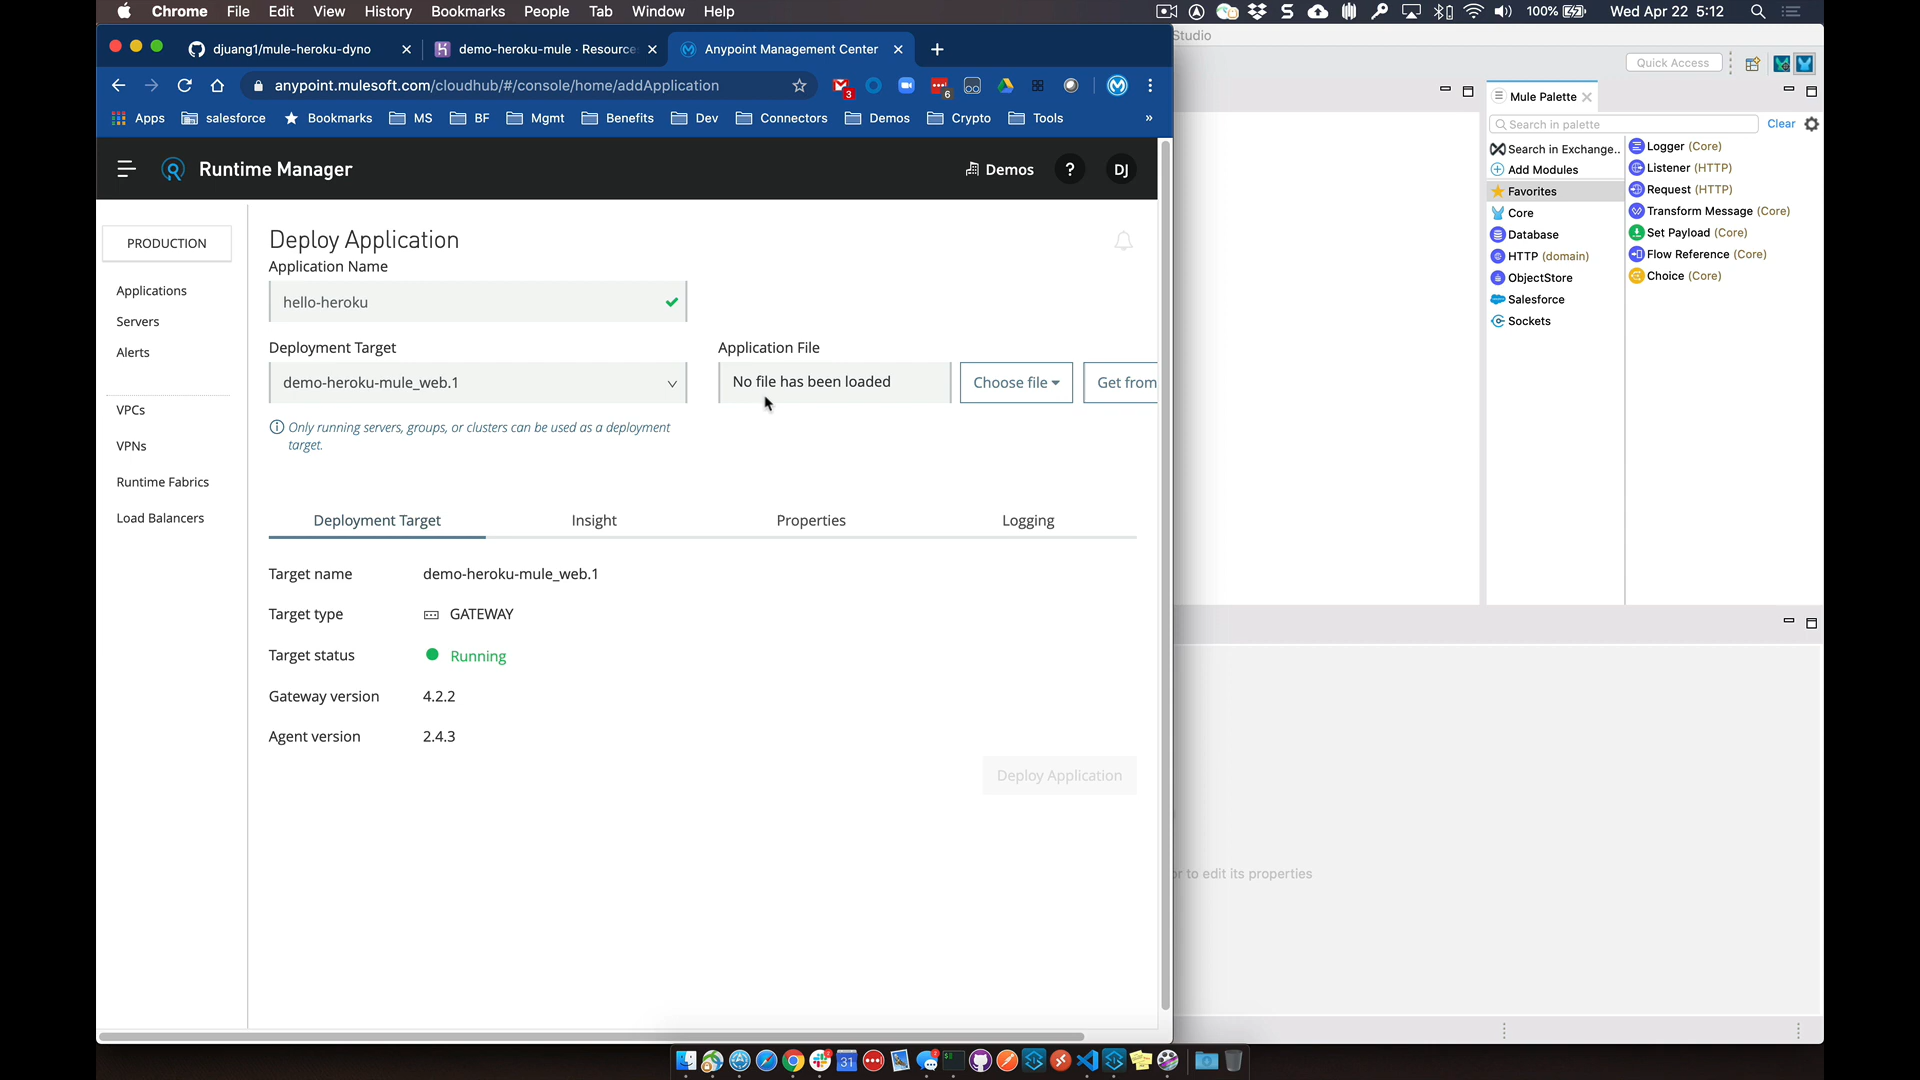 Chrome File Edit View History Bookmarks People Tab Window Help
100% Wed Apr 22 5:12
djuang1/mule-heroku-dyno
demo-heroku-mule · Resource
Anypoint Management Center
Studio
anypoint.mulesoft.com/cloudhub/#/console/home/addApplication
3
6
Quick Access
Apps salesforce Bookmarks MS BF Mgmt Benefits Dev Connectors Demos Crypto Tools »
Runtime Manager
Demos
?
DJ
PRODUCTION
Applications
Servers
Alerts
VPCs
VPNs
Runtime Fabrics
Load Balancers
Deploy Application
Application Name
hello-heroku
Deployment Target
demo-heroku-mule_web.1
Only running servers, groups, or clusters can be used as a deployment
target.
Application File
No file has been loaded
Choose file
Get from
Deployment Target
Insight
Properties
Logging
Target name demo-heroku-mule_web.1
Target type GATEWAY
Target status Running
Gateway version 4.2.2
Agent version 2.4.3
Deploy Application
Mule Palette
Search in palette
Clear
Search in Exchange..
Add Modules
Favorites
Core
Database
HTTP (domain)
ObjectStore
Salesforce
Sockets
Logger (Core)
Listener (HTTP)
Request (HTTP)
Transform Message (Core)
Set Payload (Core)
Flow Reference (Core)
Choice (Core)
or to edit its properties
31